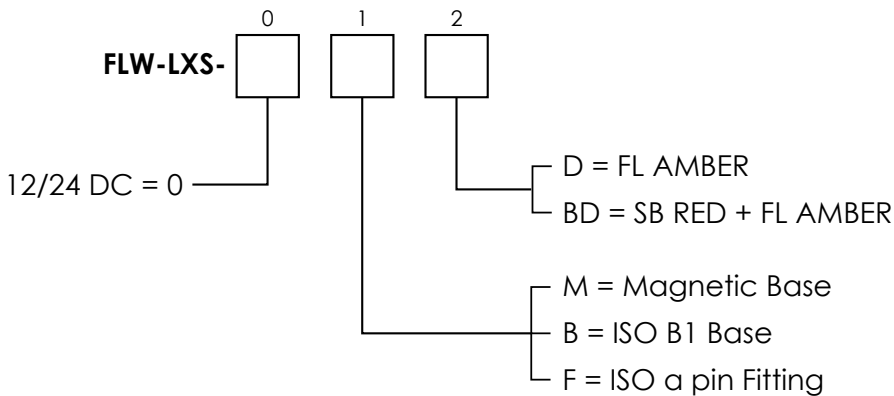 0 1 2
FLW-LXS-
12/24 DC = 0
D = FL AMBER
BD = SB RED + FL AMBER
M = Magnetic Base
B = ISO B1 Base
F = ISO a pin Fitting